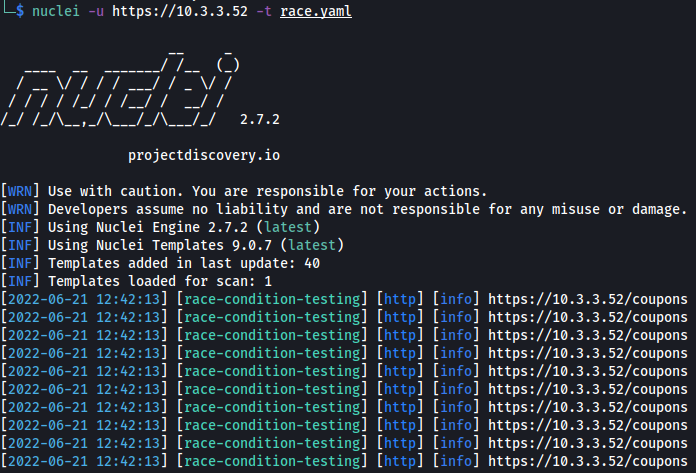 └─$ nuclei -u https://10.3.3.52 -t race.yaml
nuclei
2.7.2
projectdiscovery.io
[WRN] Use with caution. You are responsible for your actions.
[WRN] Developers assume no liability and are not responsible for any misuse or damage.
[INF] Using Nuclei Engine 2.7.2 (latest)
[INF] Using Nuclei Templates 9.0.7 (latest)
[INF] Templates added in last update: 40
[INF] Templates loaded for scan: 1
[2022-06-21 12:42:13] [race-condition-testing] [http] [info] https://10.3.3.52/coupons
[2022-06-21 12:42:13] [race-condition-testing] [http] [info] https://10.3.3.52/coupons
[2022-06-21 12:42:13] [race-condition-testing] [http] [info] https://10.3.3.52/coupons
[2022-06-21 12:42:13] [race-condition-testing] [http] [info] https://10.3.3.52/coupons
[2022-06-21 12:42:13] [race-condition-testing] [http] [info] https://10.3.3.52/coupons
[2022-06-21 12:42:13] [race-condition-testing] [http] [info] https://10.3.3.52/coupons
[2022-06-21 12:42:13] [race-condition-testing] [http] [info] https://10.3.3.52/coupons
[2022-06-21 12:42:13] [race-condition-testing] [http] [info] https://10.3.3.52/coupons
[2022-06-21 12:42:13] [race-condition-testing] [http] [info] https://10.3.3.52/coupons
[2022-06-21 12:42:13] [race-condition-testing] [http] [info] https://10.3.3.52/coupons